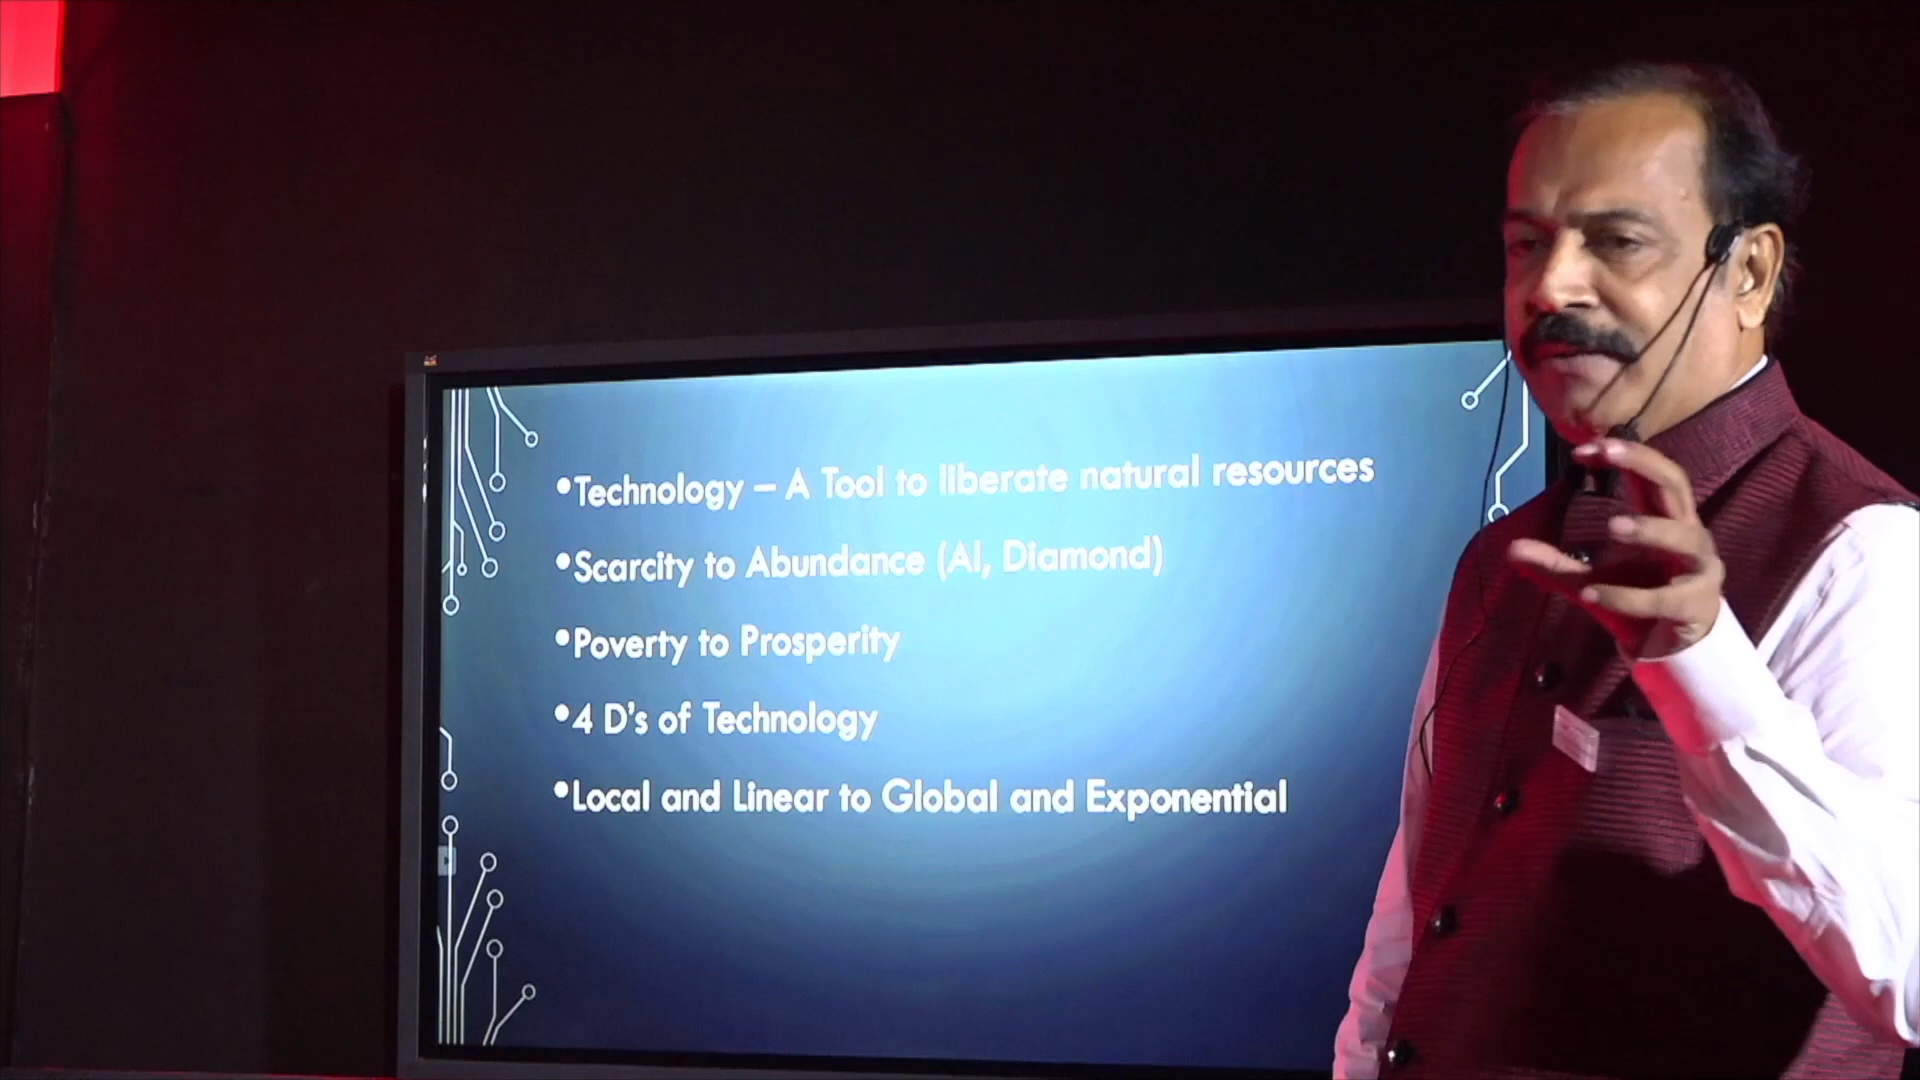 •Technology – A Tool to liberate natural resources
•Scarcity to Abundance (Al, Diamond)
•Poverty to Prosperity
•4 D's of Technology
•Local and Linear to Global and Exponential